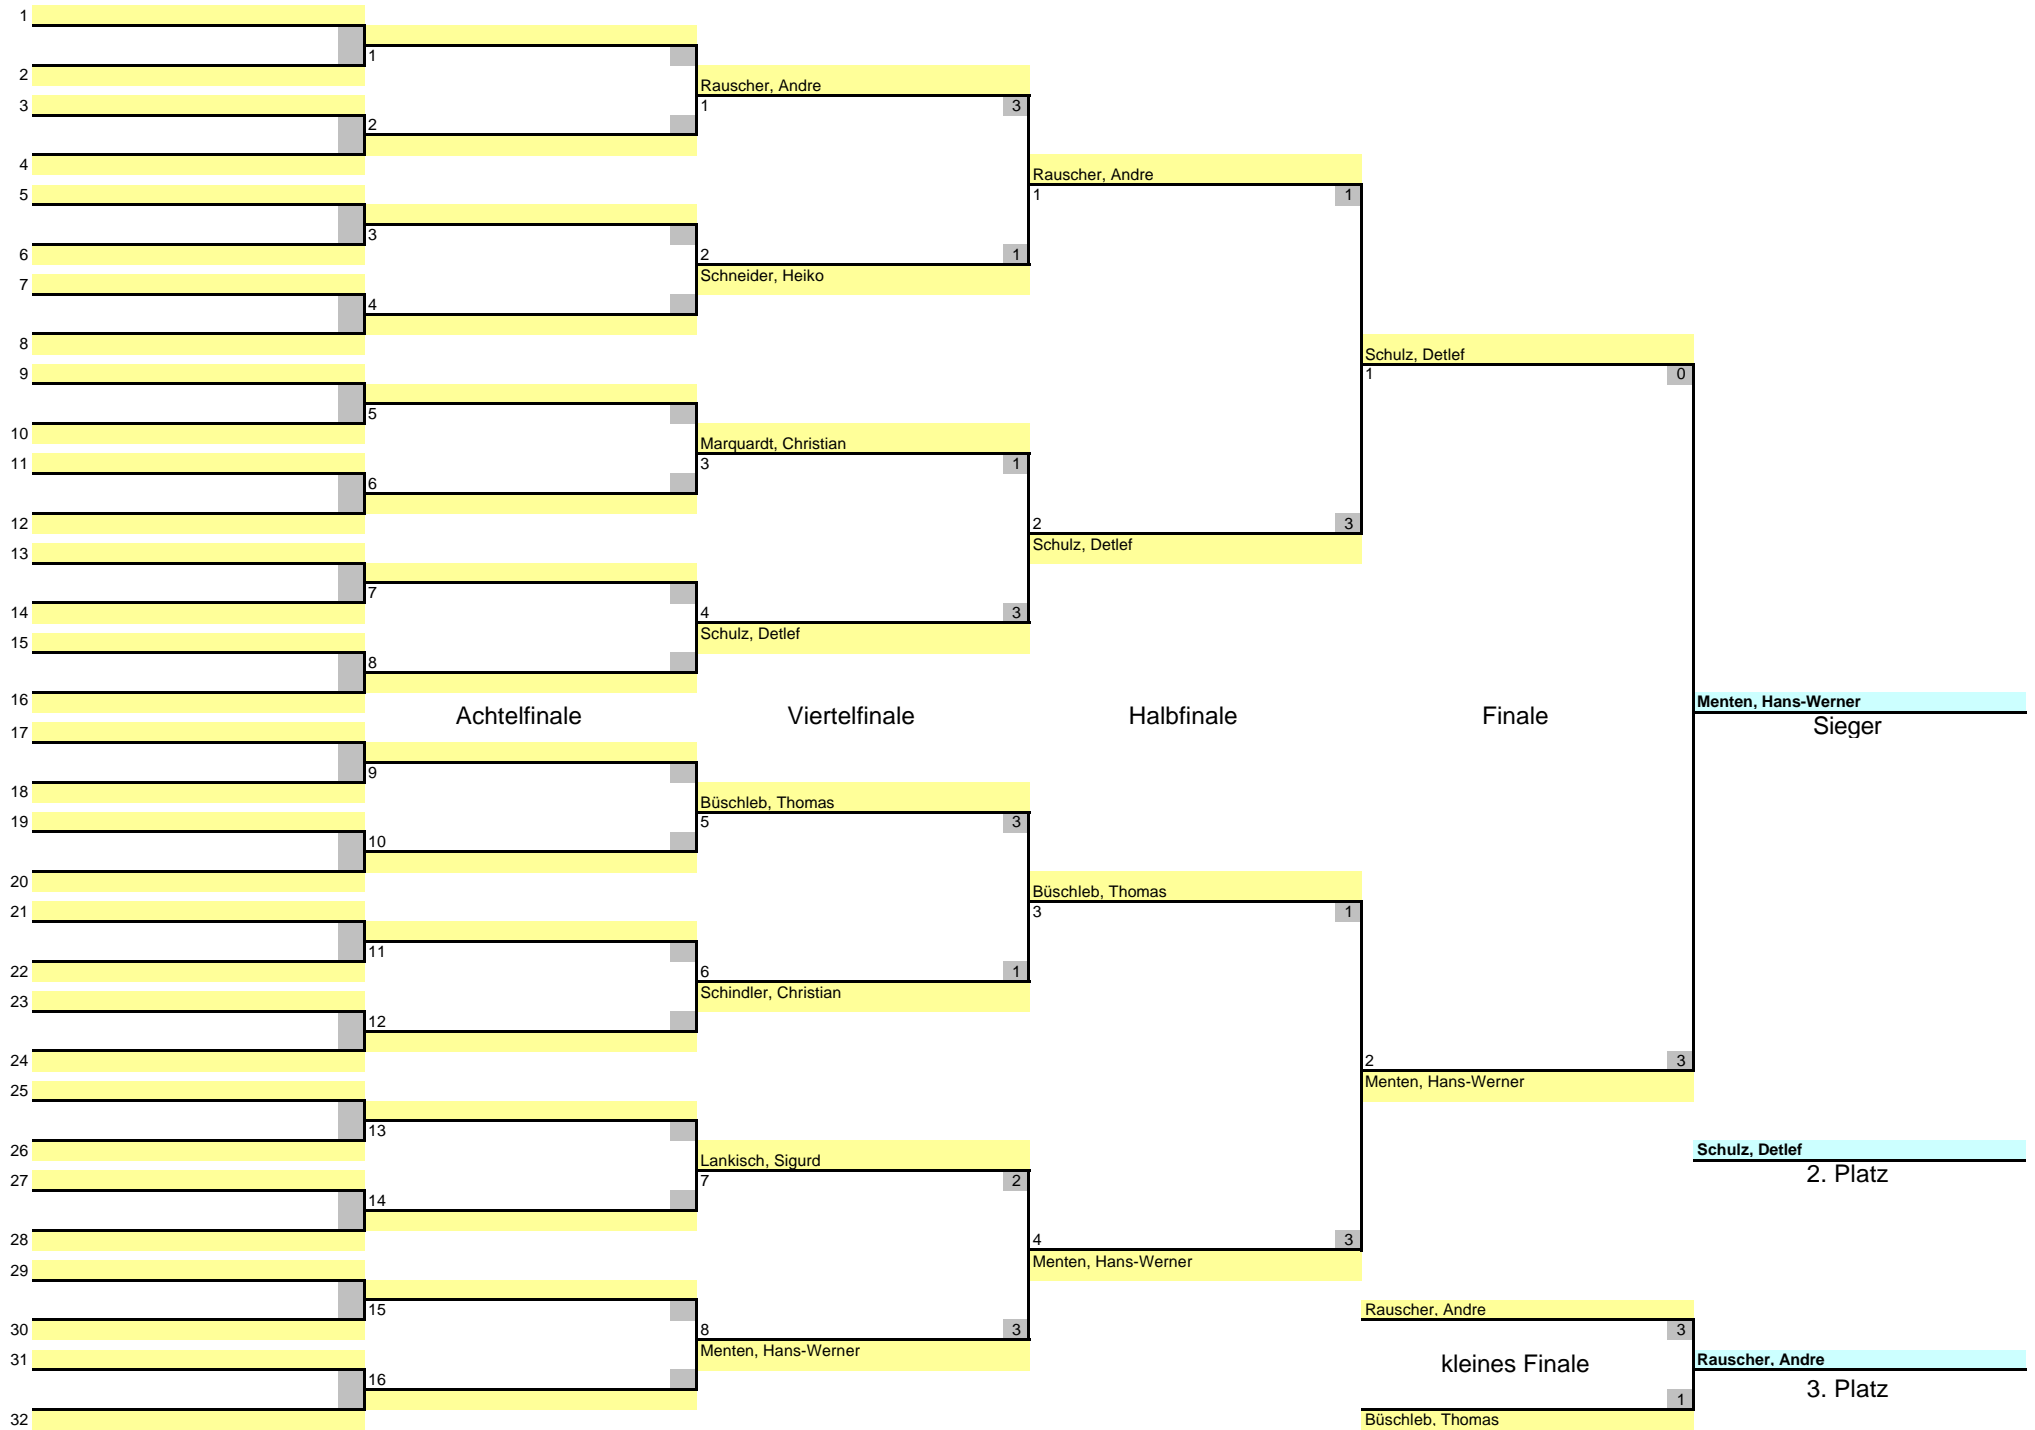 1
1
2
Rauscher, Andre
3
1
3
2
4
Rauscher, Andre
5
1
1
3
6
2
1
7
Schneider, Heiko
4
8
Schulz, Detlef
9
1
0
5
10
Marquardt, Christian
11
3
1
6
12
2
3
13
Schulz, Detlef
7
14
4
3
15
Schulz, Detlef
8
16
Menten, Hans-Werner
Achtelfinale
Viertelfinale
Halbfinale
Finale
Sieger
17
9
18
Büschleb, Thomas
19
5
3
10
20
Büschleb, Thomas
21
3
1
11
22
6
1
23
Schindler, Christian
12
24
2
3
25
Menten, Hans-Werner
13
26
Lankisch, Sigurd
Schulz, Detlef
27
7
2
2. Platz
14
28
4
3
29
Menten, Hans-Werner
15
Rauscher, Andre
30
8
3
3
31
Menten, Hans-Werner
kleines Finale
Rauscher, Andre
16
3. Platz
1
32
Büschleb, Thomas